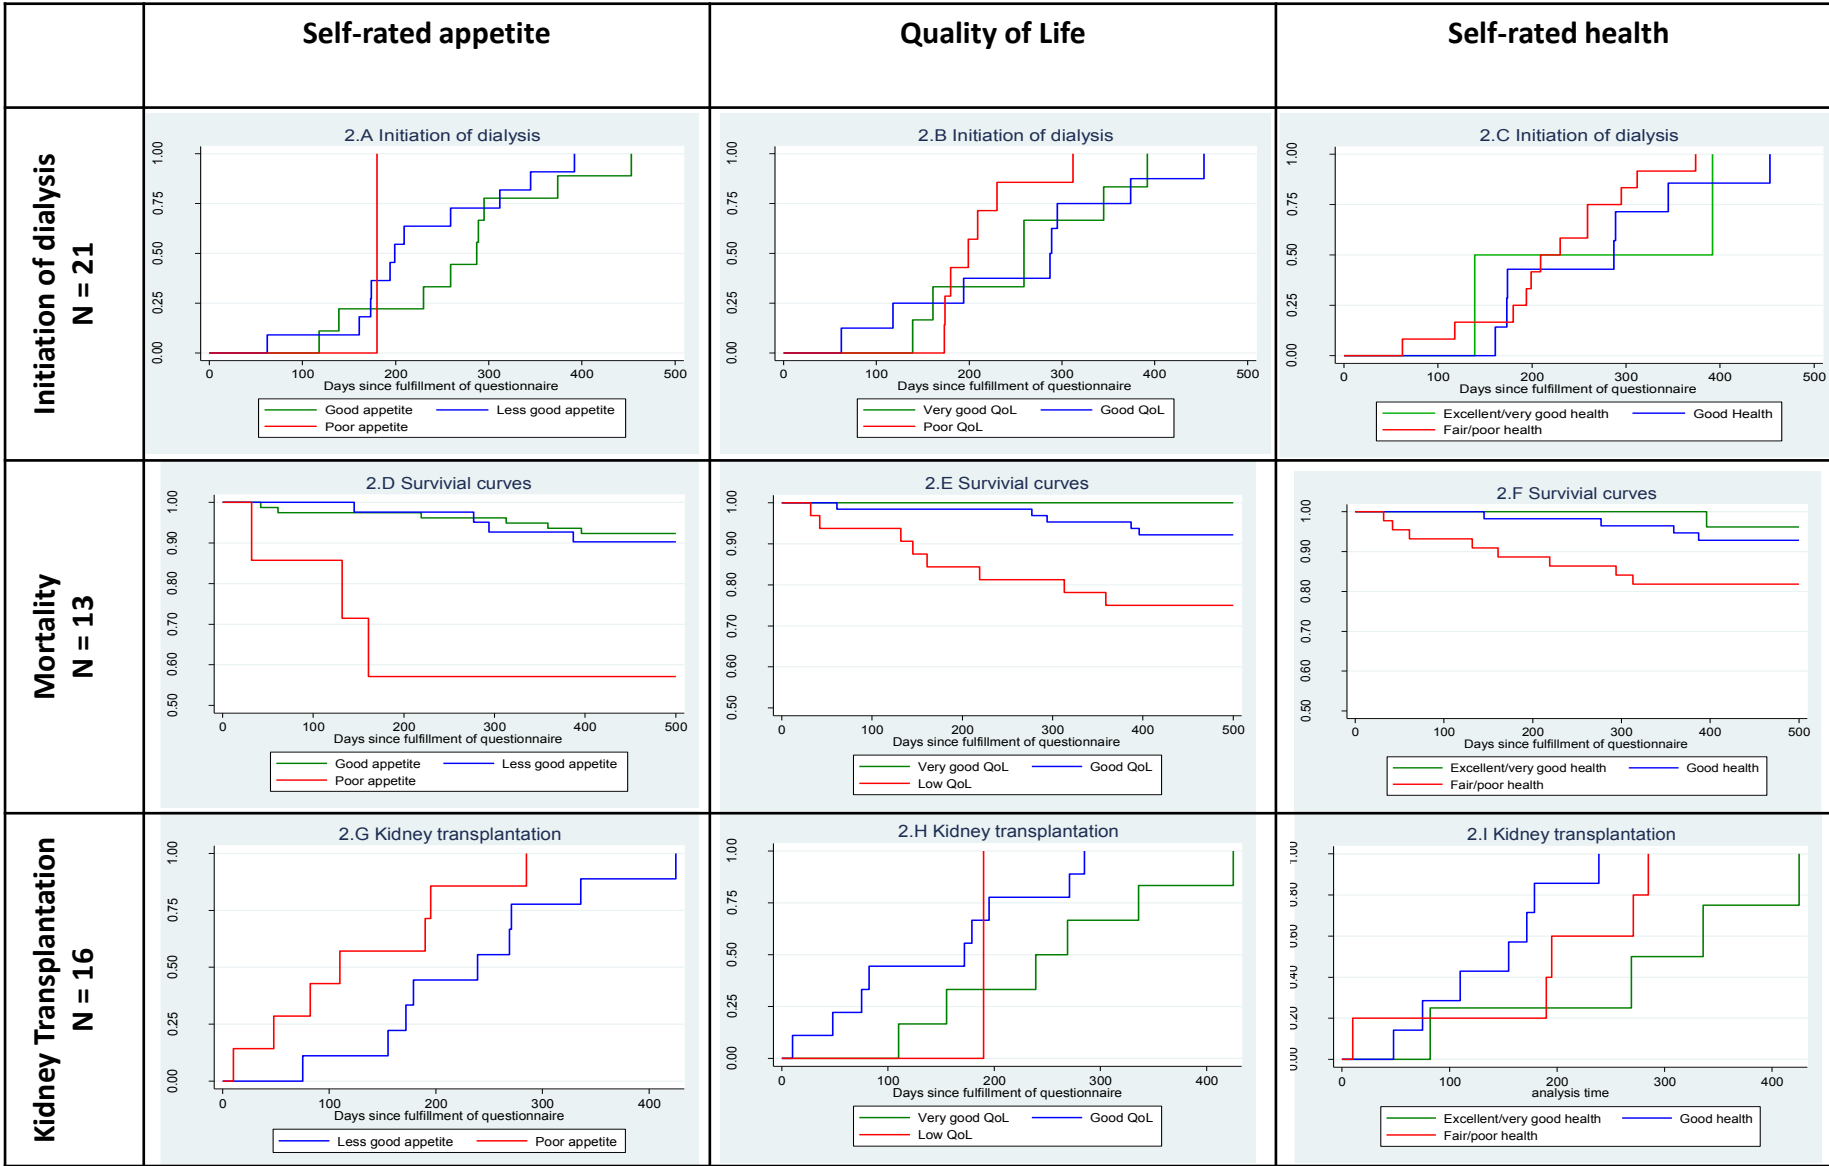 Self-rated appetite
Quality of Life
Self-rated health
Initiation of dialysis
N = 21
2.A Initiation of dialysis
1.00
0.75
0.50
0.25
0.00
0 100 200 300 400 500
Days since fulfillment of questionnaire
Good appetite Less good appetite
Poor appetite
2.B Initiation of dialysis
1.00
0.75
0.50
0.25
0.00
0 100 200 300 400 500
Days since fulfillment of questionnaire
Very good QoL Good QoL
Poor QoL
2.C Initiation of dialysis
1.00
0.75
0.50
0.25
0.00
0 100 200 300 400 500
Days since fulfillment of questionnaire
Excellent/very good health Good Health
Fair/poor health
Mortality
N = 13
2.D Survivial curves
1.00
0.90
0.80
0.70
0.60
0.50
0 100 200 300 400 500
Days since fulfillment of questionnaire
Good appetite Less good appetite
Poor appetite
2.E Survivial curves
1.00
0.90
0.80
0.70
0.60
0.50
0 100 200 300 400 500
Days since fulfillment of questionnaire
Very good QoL Good QoL
Low QoL
2.F Survivial curves
1.00
0.90
0.80
0.70
0.60
0.50
0 100 200 300 400 500
Days since fulfillment of questionnaire
Excellent/very good health Good health
Fair/poor health
Kidney Transplantation
N = 16
2.G Kidney transplantation
1.00
0.75
0.50
0.25
0.00
0 100 200 300 400
Days since fulfillment of questionnaire
Less good appetite Poor appetite
2.H Kidney transplantation
1.00
0.75
0.50
0.25
0.00
0 100 200 300 400
Days since fulfillment of questionnaire
Very good QoL Good QoL
Low QoL
2.I Kidney transplantation
1.00
0.80
0.60
0.40
0.20
0.00
0 100 200 300 400
analysis time
Excellent/very good health Good health
Fair/poor health